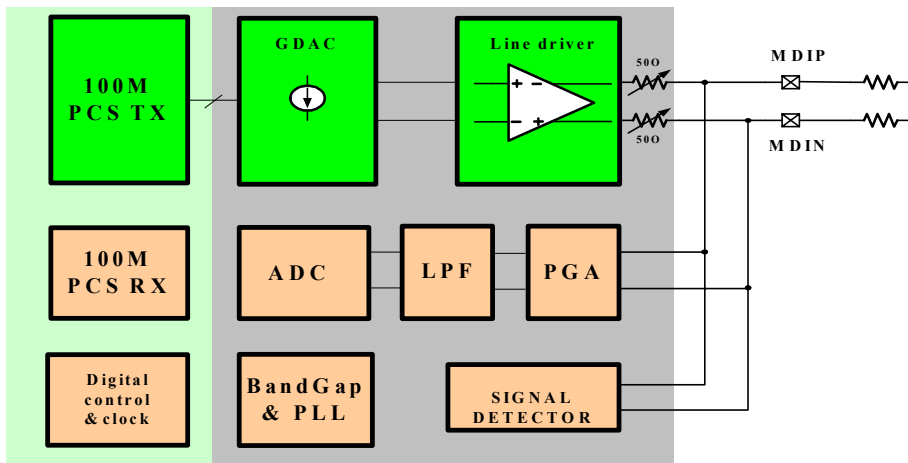 100M
PCS TX
GDAC
Line driver
+ −
− +
50O
50O
MDIP
MDIN
100M
PCS RX
ADC
LPF
PGA
Digital
control
& clock
BandGap
& PLL
SIGNAL
DETECTOR